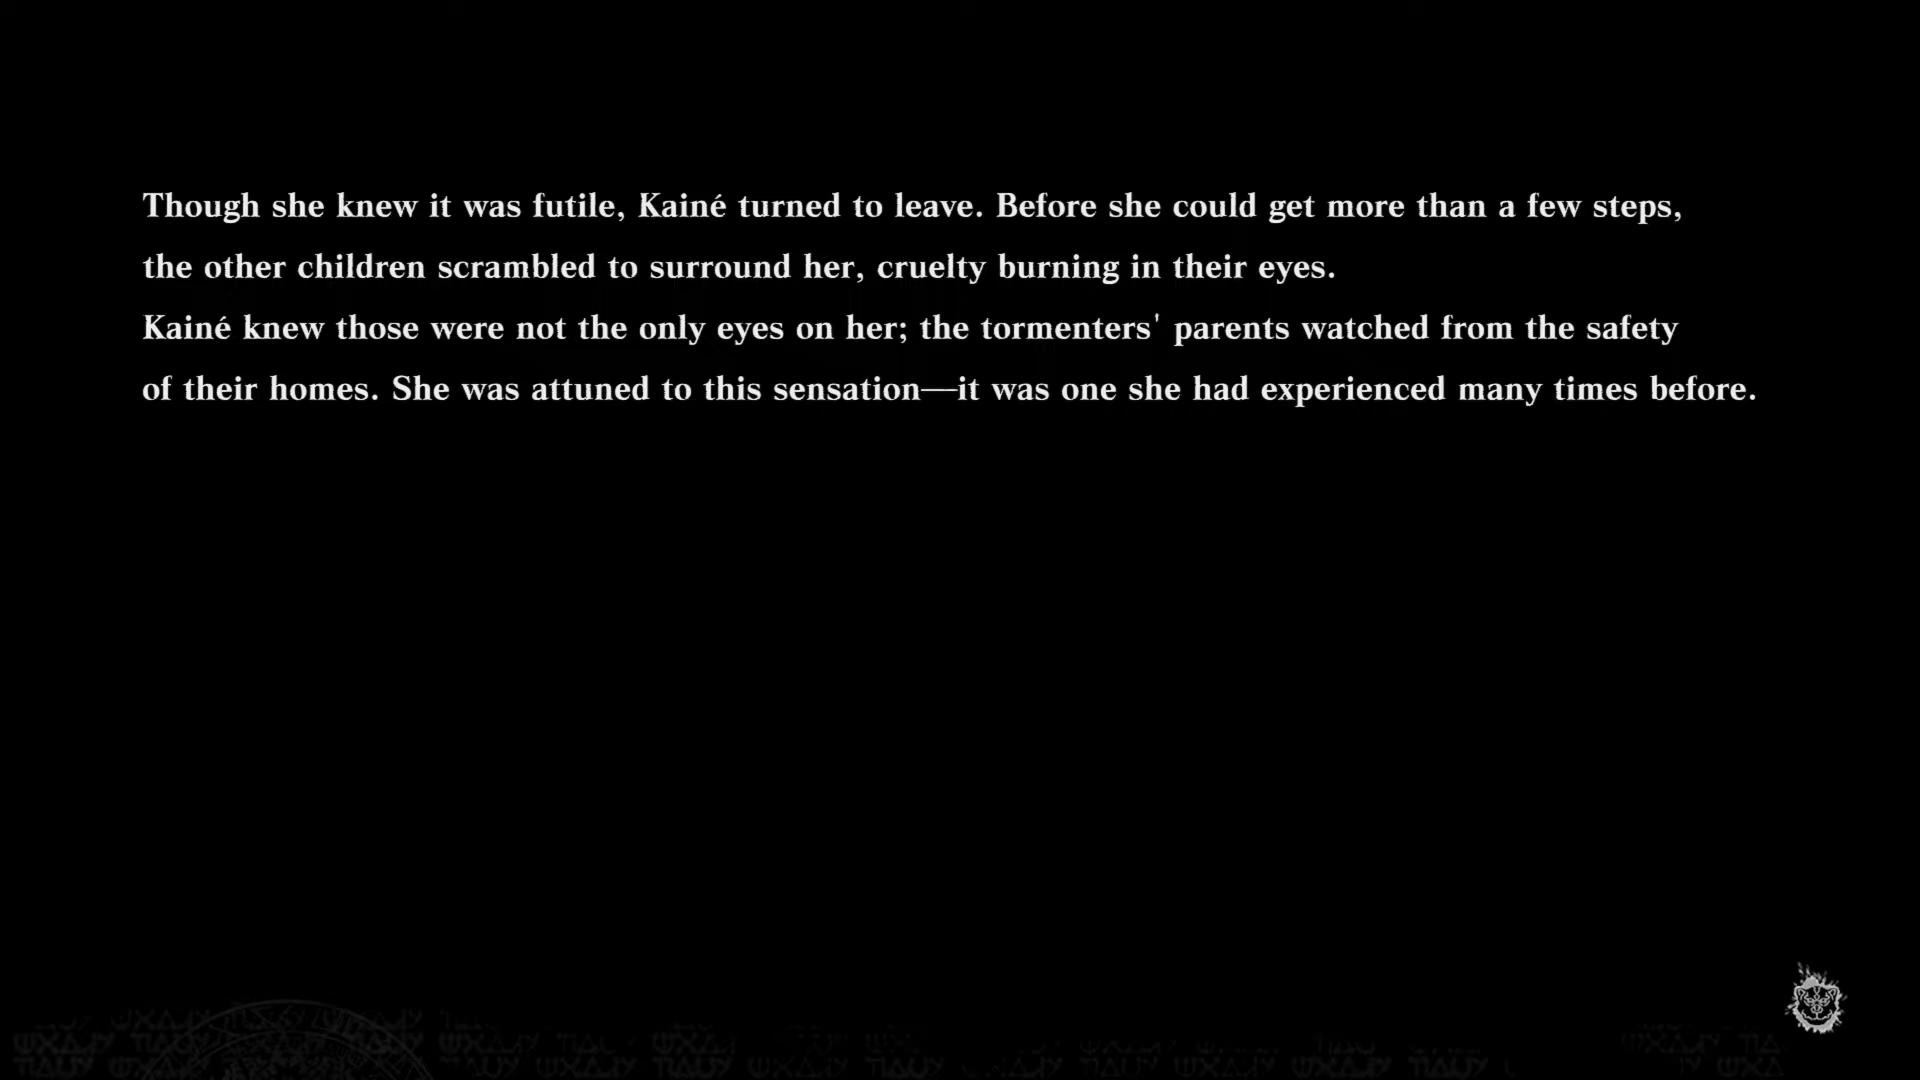 Though she knew it was futile, Kainé turned to leave. Before she could get more than a few steps,
the other children scrambled to surround her, cruelty burning in their eyes.
Kainé knew those were not the only eyes on her; the tormenters' parents watched from the safety
of their homes. She was attuned to this sensation—it was one she had experienced many times before.